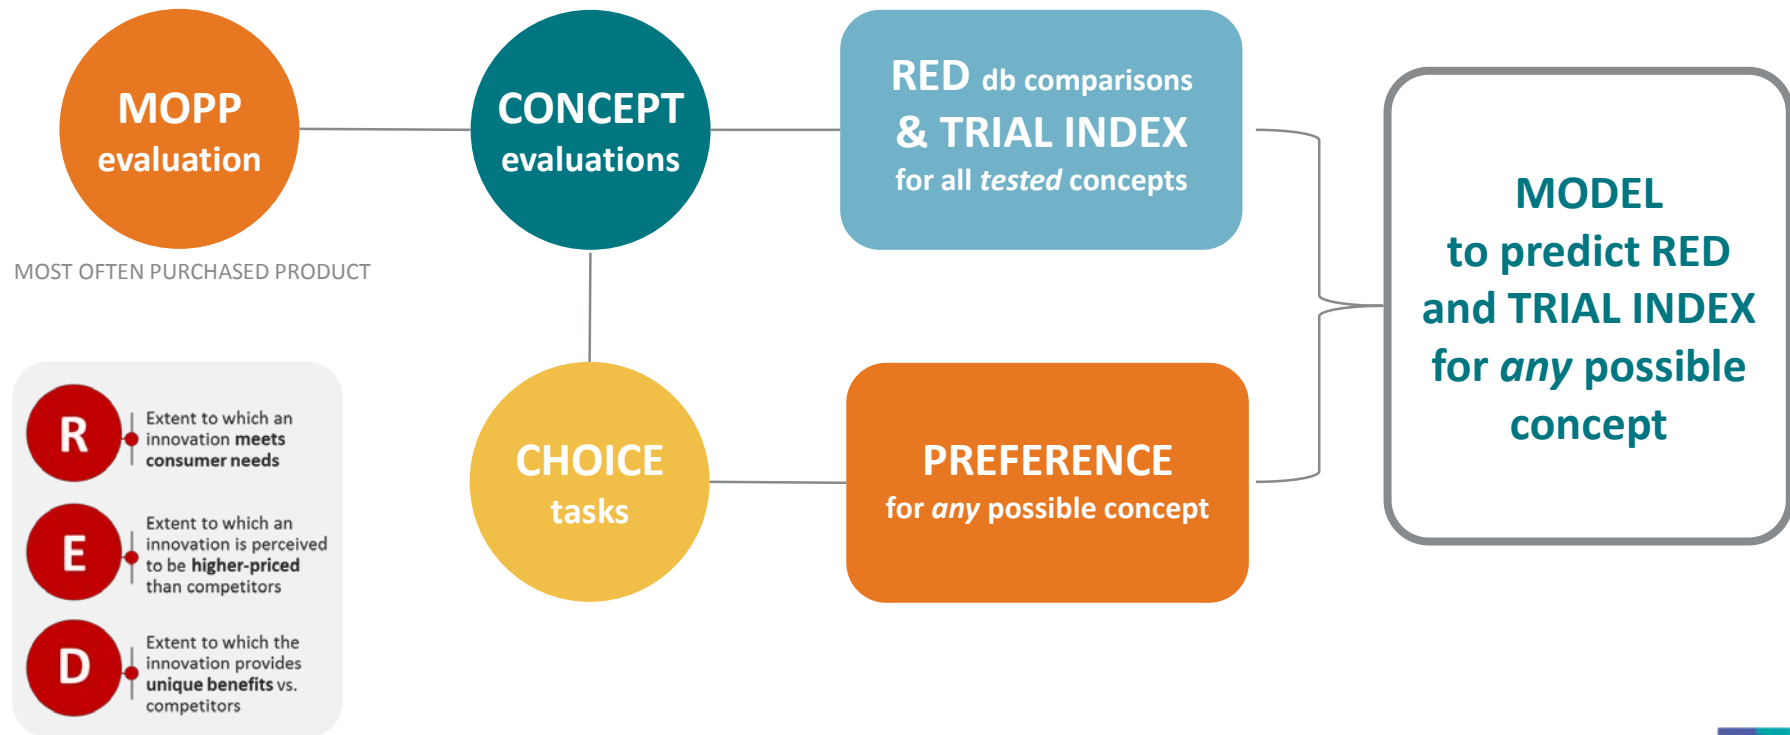 MOPP
evaluation
MOST OFTEN PURCHASED PRODUCT
CONCEPT
evaluations
RED db comparisons
& TRIAL INDEX
for all tested concepts
CHOICE
tasks
PREFERENCE
for any possible concept
MODEL
to predict RED
and TRIAL INDEX
for any possible
concept
R
Extent to which an
innovation meets
consumer needs
E
Extent to which an
innovation is perceived
to be higher-priced
than competitors
D
Extent to which the
innovation provides
unique benefits vs.
competitors